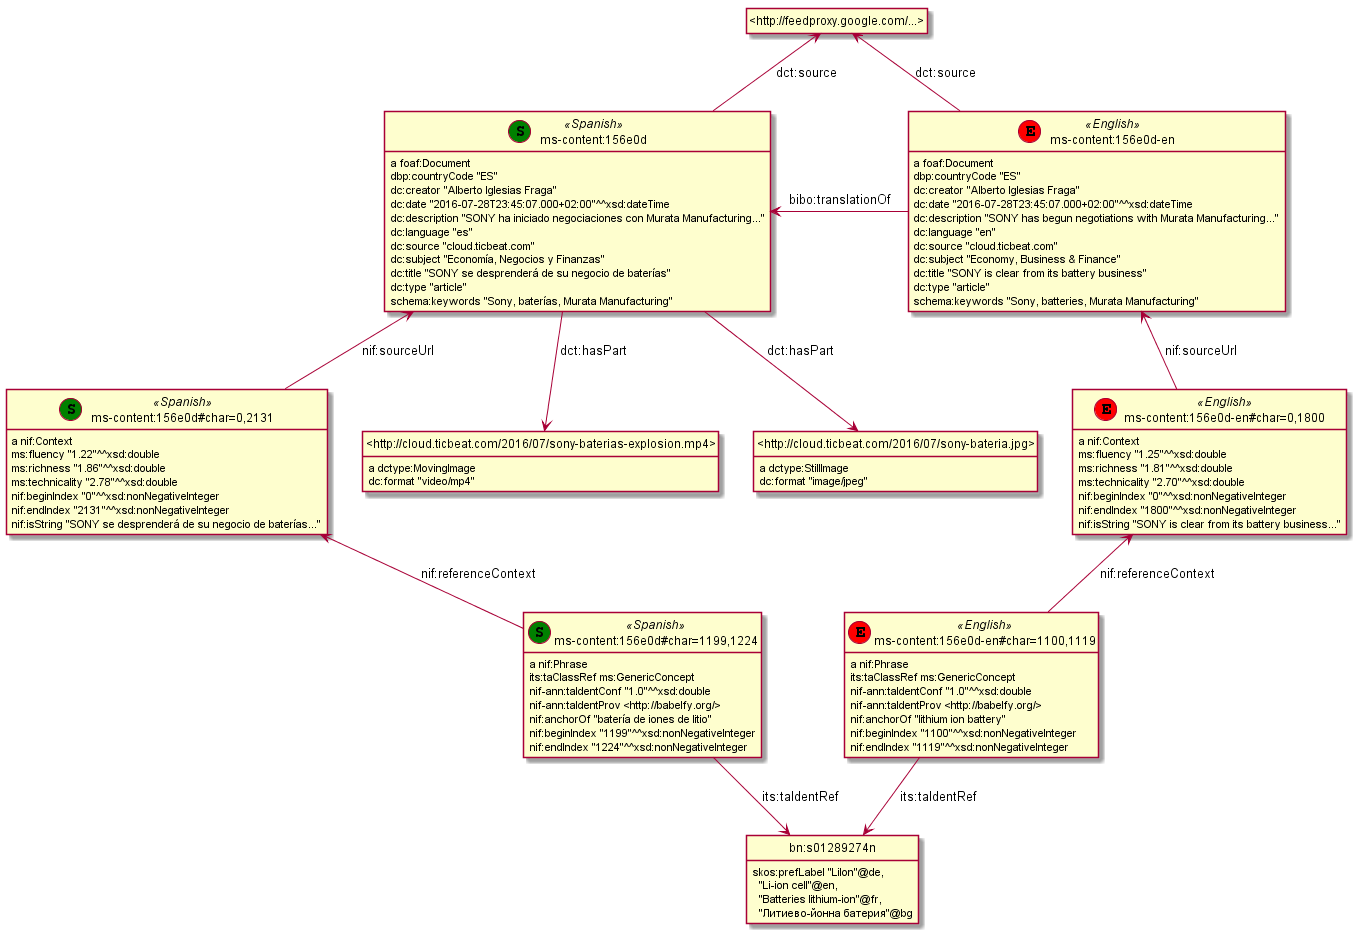 <http://feedproxy.google.com/...>
dct:source
dct:source
«Spanish»
S
ms-content:156e0d
a foaf:Document
dbp:countryCode "ES"
dc:creator "Alberto Iglesias Fraga"
dc:date "2016-07-28T23:45:07.000+02:00"^^xsd:dateTime
dc:description "SONY ha iniciado negociaciones con Murata Manufacturing..."
dc:language "es"
dc:source "cloud.ticbeat.com"
dc:subject "Economía, Negocios y Finanzas"
dc:title "SONY se desprenderá de su negocio de baterías"
dc:type "article"
schema:keywords "Sony, baterías, Murata Manufacturing"
bibo:translationOf
«English»
E
ms-content:156e0d-en
a foaf:Document
dbp:countryCode "ES"
dc:creator "Alberto Iglesias Fraga"
dc:date "2016-07-28T23:45:07.000+02:00"^^xsd:dateTime
dc:description "SONY has begun negotiations with Murata Manufacturing..."
dc:language "en"
dc:source "cloud.ticbeat.com"
dc:subject "Economy, Business & Finance"
dc:title "SONY is clear from its battery business"
dc:type "article"
schema:keywords "Sony, batteries, Murata Manufacturing"
nif:sourceUrl
dct:hasPart
dct:hasPart
nif:sourceUrl
«Spanish»
S
ms-content:156e0d#char=0,2131
a nif:Context
ms:fluency "1.22"^^xsd:double
ms:richness "1.86"^^xsd:double
ms:technicality "2.78"^^xsd:double
nif:beginIndex "0"^^xsd:nonNegativeInteger
nif:endIndex "2131"^^xsd:nonNegativeInteger
nif:isString "SONY se desprenderá de su negocio de baterías..."
<http://cloud.ticbeat.com/2016/07/sony-baterias-explosion.mp4>
a dctype:MovingImage
dc:format "video/mp4"
<http://cloud.ticbeat.com/2016/07/sony-bateria.jpg>
a dctype:StillImage
dc:format "image/jpeg"
«English»
E
ms-content:156e0d-en#char=0,1800
a nif:Context
ms:fluency "1.25"^^xsd:double
ms:richness "1.81"^^xsd:double
ms:technicality "2.70"^^xsd:double
nif:beginIndex "0"^^xsd:nonNegativeInteger
nif:endIndex "1800"^^xsd:nonNegativeInteger
nif:isString "SONY is clear from its battery business..."
nif:referenceContext
nif:referenceContext
«Spanish»
S
ms-content:156e0d#char=1199,1224
a nif:Phrase
its:taClassRef ms:GenericConcept
nif-ann:taIdentConf "1.0"^^xsd:double
nif-ann:taIdentProv <http://babelfy.org/>
nif:anchorOf "batería de iones de litio"
nif:beginIndex "1199"^^xsd:nonNegativeInteger
nif:endIndex "1224"^^xsd:nonNegativeInteger
«English»
E
ms-content:156e0d-en#char=1100,1119
a nif:Phrase
its:taClassRef ms:GenericConcept
nif-ann:taIdentConf "1.0"^^xsd:double
nif-ann:taIdentProv <http://babelfy.org/>
nif:anchorOf "lithium ion battery"
nif:beginIndex "1100"^^xsd:nonNegativeInteger
nif:endIndex "1119"^^xsd:nonNegativeInteger
its:taIdentRef
its:taIdentRef
bn:s01289274n
skos:prefLabel "LiIon"@de,
"Li-ion cell"@en,
"Batteries lithium-ion"@fr,
"Литиево-йонна батерия"@bg